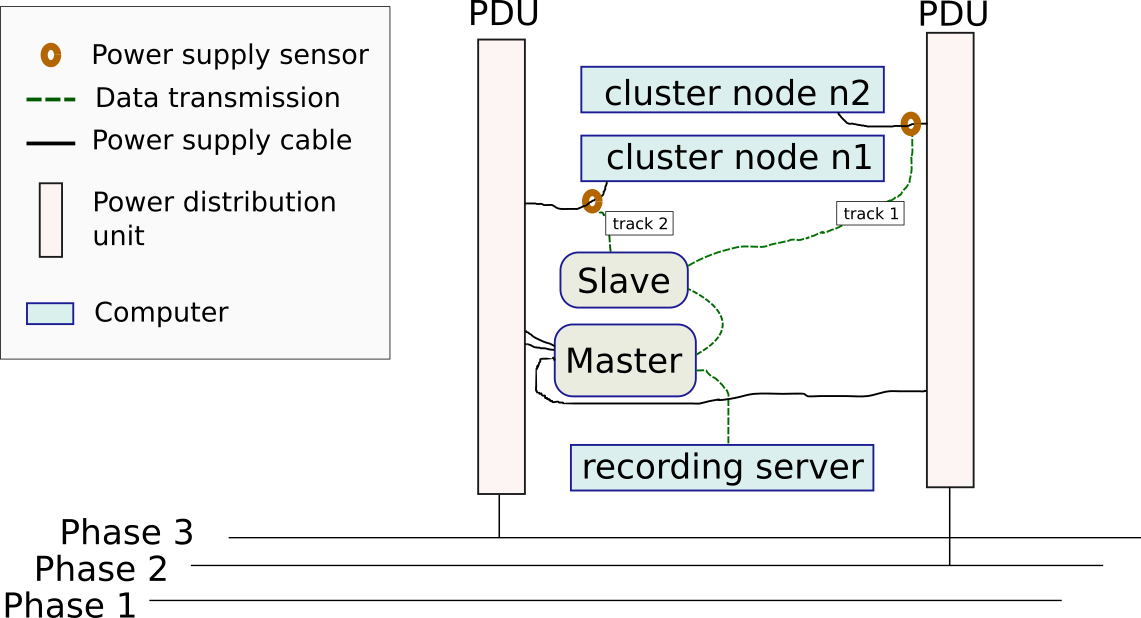 Power supply sensor
Data transmission
Power supply cable
Power distribution
unit
Computer
PDU
PDU
cluster node n2
cluster node n1
track 2
track 1
Slave
Master
recording server
Phase 3
Phase 2
Phase 1